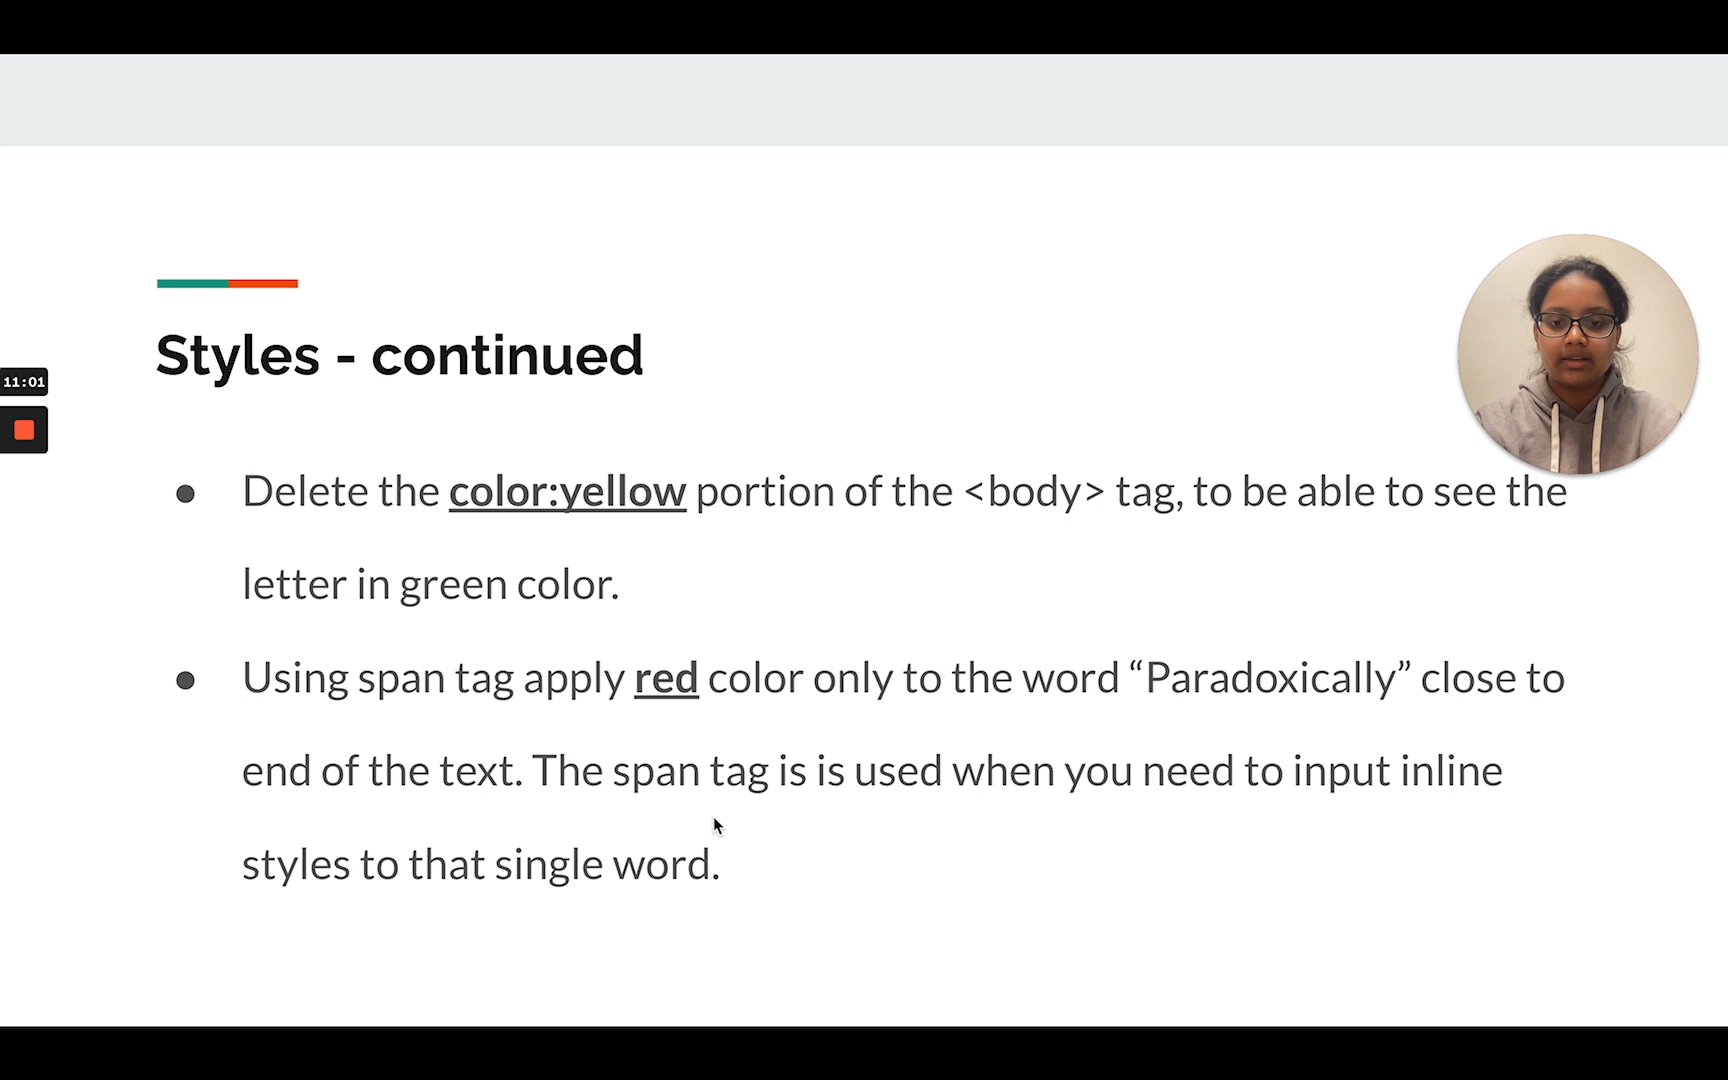 Styles - continued
11:01
● Delete the color:yellow portion of the <body> tag, to be able to see the
letter in green color.
● Using span tag apply red color only to the word “Paradoxically” close to
end of the text. The span tag is is used when you need to input inline
styles to that single word.